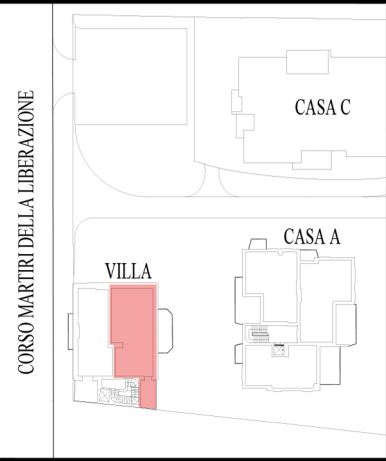 CORSO MARTIRI DELLA LIBERAZIONE
CASA C
CASA A
VILLA